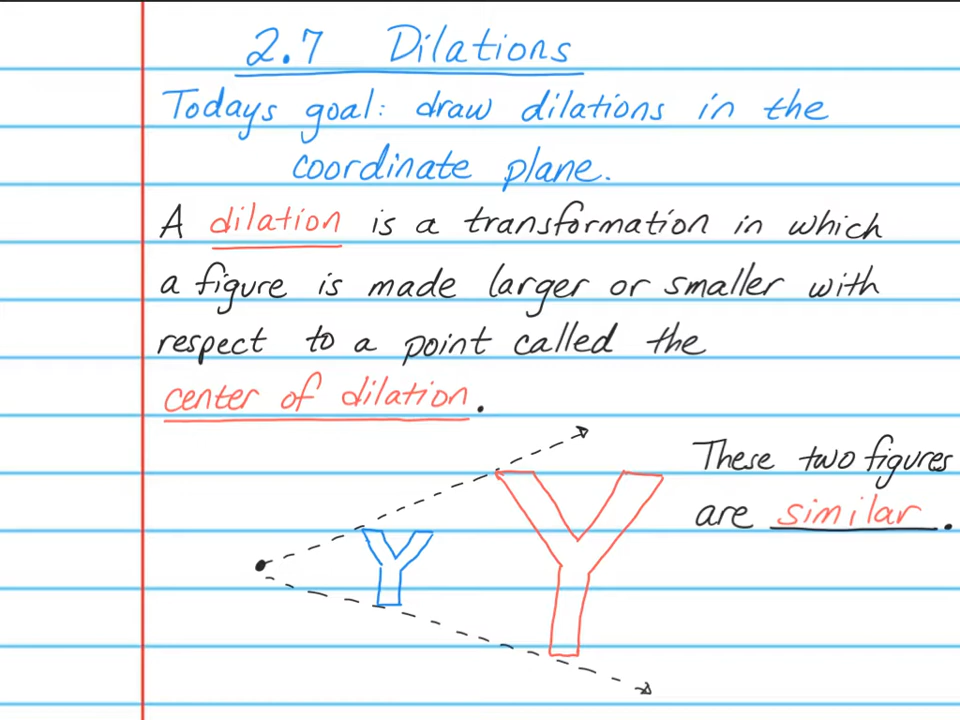 2.7 Dilations
Todays goal: draw dilations in the
coordinate plane.
A dilation is a transformation in which
a figure is made larger or smaller with
respect to a point called the
center of dilation.
These two figures
are similar.